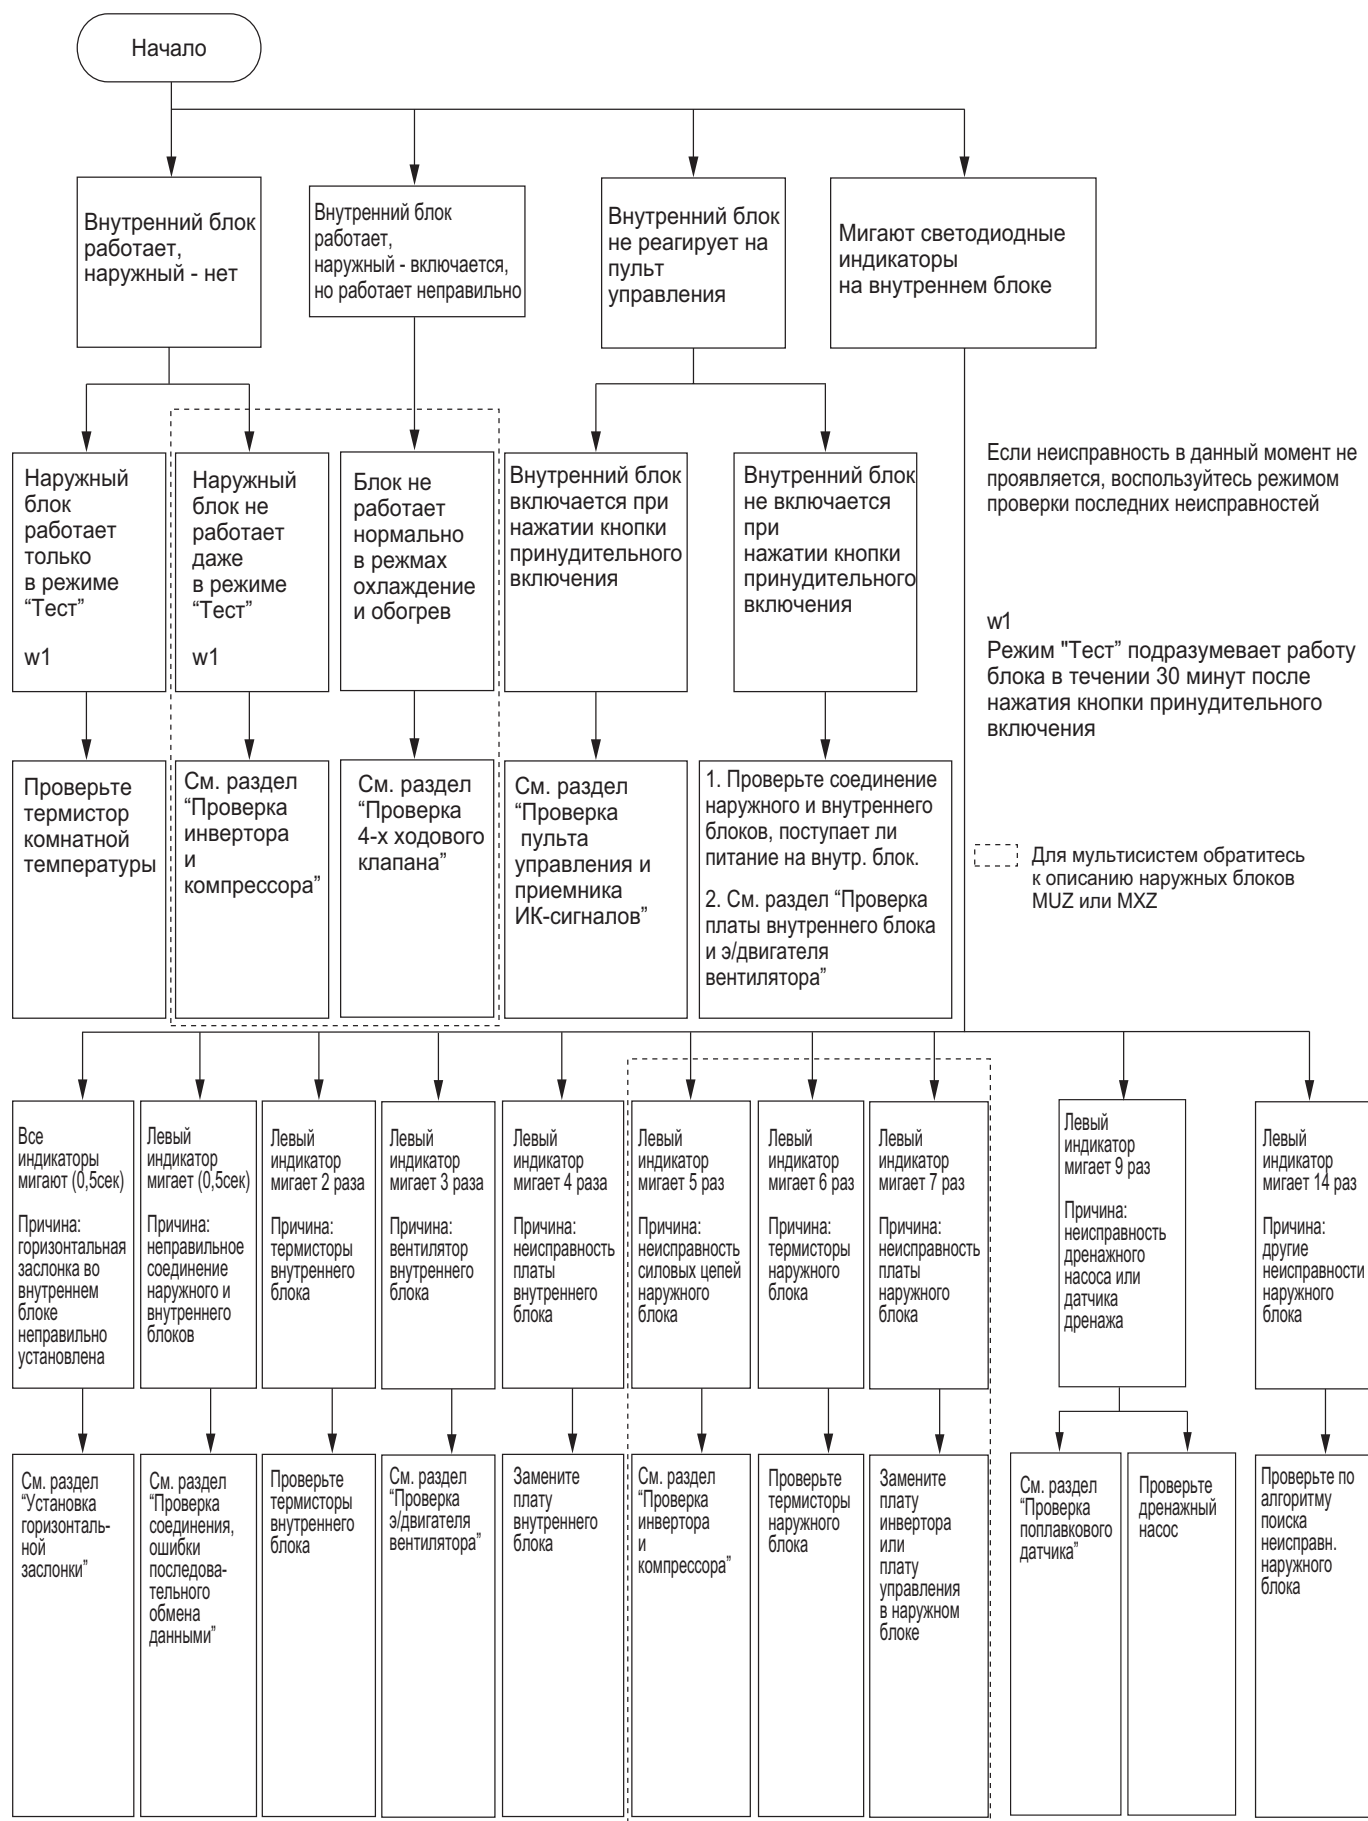 Начало
Внутренний блок
работает,
наружный - нет
Внутренний блок
работает,
наружный - включается,
но работает неправильно
Внутренний блок
не реагирует на
пульт
управления
Мигают светодиодные
индикаторы
на внутреннем блоке
Наружный
блок
работает
только
в режиме
“Тест”
w1
Наружный
блок не
работает
даже
в режиме
“Тест”
w1
Блок не
работает
нормально
в режмах
охлаждение
и обогрев
Внутренний блок
включается при
нажатии кнопки
принудительного
включения
Внутренний блок
не включается
при
нажатии кнопки
принудительного
включения
Если неисправность в данный момент не
проявляется, воспользуйтесь режимом
проверки последних неисправностей
w1
Режим "Тест” подразумевает работу
блока в течении 30 минут после
нажатия кнопки принудительного
включения
Проверьте
термистор
комнатной
температуры
См. раздел
“Проверка
инвертора
и
компрессора”
См. раздел
“Проверка
4-х ходового
клапана”
См. раздел
“Проверка
пульта
управления и
приемника
ИК-сигналов”
1. Проверьте соединение
наружного и внутреннего
блоков, поступает ли
питание на внутр. блок.
2. См. раздел “Проверка
платы внутреннего блока
и э/двигателя
вентилятора”
Для мультисистем обратитесь
к описанию наружных блоков
MUZ или MXZ
Все
индикаторы
мигают (0,5сек)
Причина:
горизонтальная
заслонка во
внутреннем
блоке
неправильно
установлена
Левый
индикатор
мигает (0,5сек)
Причина:
неправильное
соединение
наружного и
внутреннего
блоков
Левый
индикатор
мигает 2 раза
Причина:
термисторы
внутреннего
блока
Левый
индикатор
мигает 3 раза
Причина:
вентилятор
внутреннего
блока
Левый
индикатор
мигает 4 раза
Причина:
неисправность
платы
внутреннего
блока
Левый
индикатор
мигает 5 раз
Причина:
неисправность
силовых цепей
наружного
блока
Левый
индикатор
мигает 6 раз
Причина:
термисторы
наружного
блока
Левый
индикатор
мигает 7 раз
Причина:
неисправность
платы
наружного
блока
Левый
индикатор
мигает 9 раз
Причина:
неисправность
дренажного
насоса или
датчика
дренажа
Левый
индикатор
мигает 14 раз
Причина:
другие
неисправности
наружного
блока
См. раздел
“Установка
горизонталь-
ной
заслонки”
См. раздел
“Проверка
соединения,
ошибки
последова-
тельного
обмена
данными”
Проверьте
термисторы
внутреннего
блока
См. раздел
“Проверка
э/двигателя
вентилятора”
Замените
плату
внутреннего
блока
См. раздел
“Проверка
инвертора
и
компрессора”
Проверьте
термисторы
наружного
блока
Замените
плату
инвертора
или
плату
управления
в наружном
блоке
См. раздел
“Проверка
поплавкового
датчика”
Проверьте
дренажный
насос
Проверьте по
алгоритму
поиска
неисправн.
наружного
блока